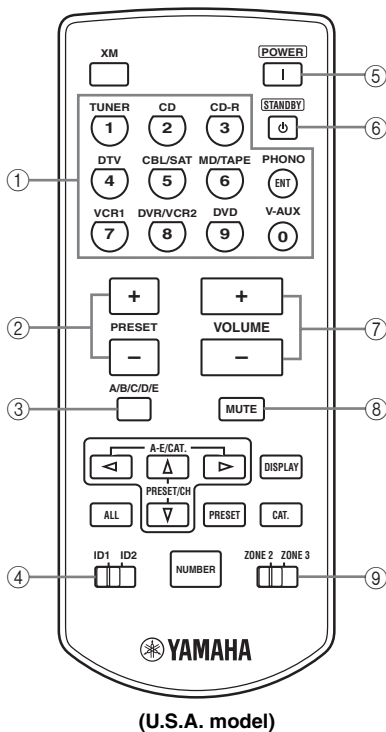 XM
POWER
I
⑤
TUNER CD CD-R
STANDBY
1 2 3
⑥
①
DTV CBL/SAT MD/TAPE PHONO
4 5 6 ENT
VCR1 DVR/VCR2 DVD V-AUX
7 8 9 0
+ +
② PRESET VOLUME ⑦
− −
A/B/C/D/E
③ MUTE ⑧
A-E/CAT.
DISPLAY
PRESET/CH
ALL PRESET CAT.
ID1 ID2 NUMBER ZONE 2 ZONE 3
④ ⑨
YAMAHA
(U.S.A. model)